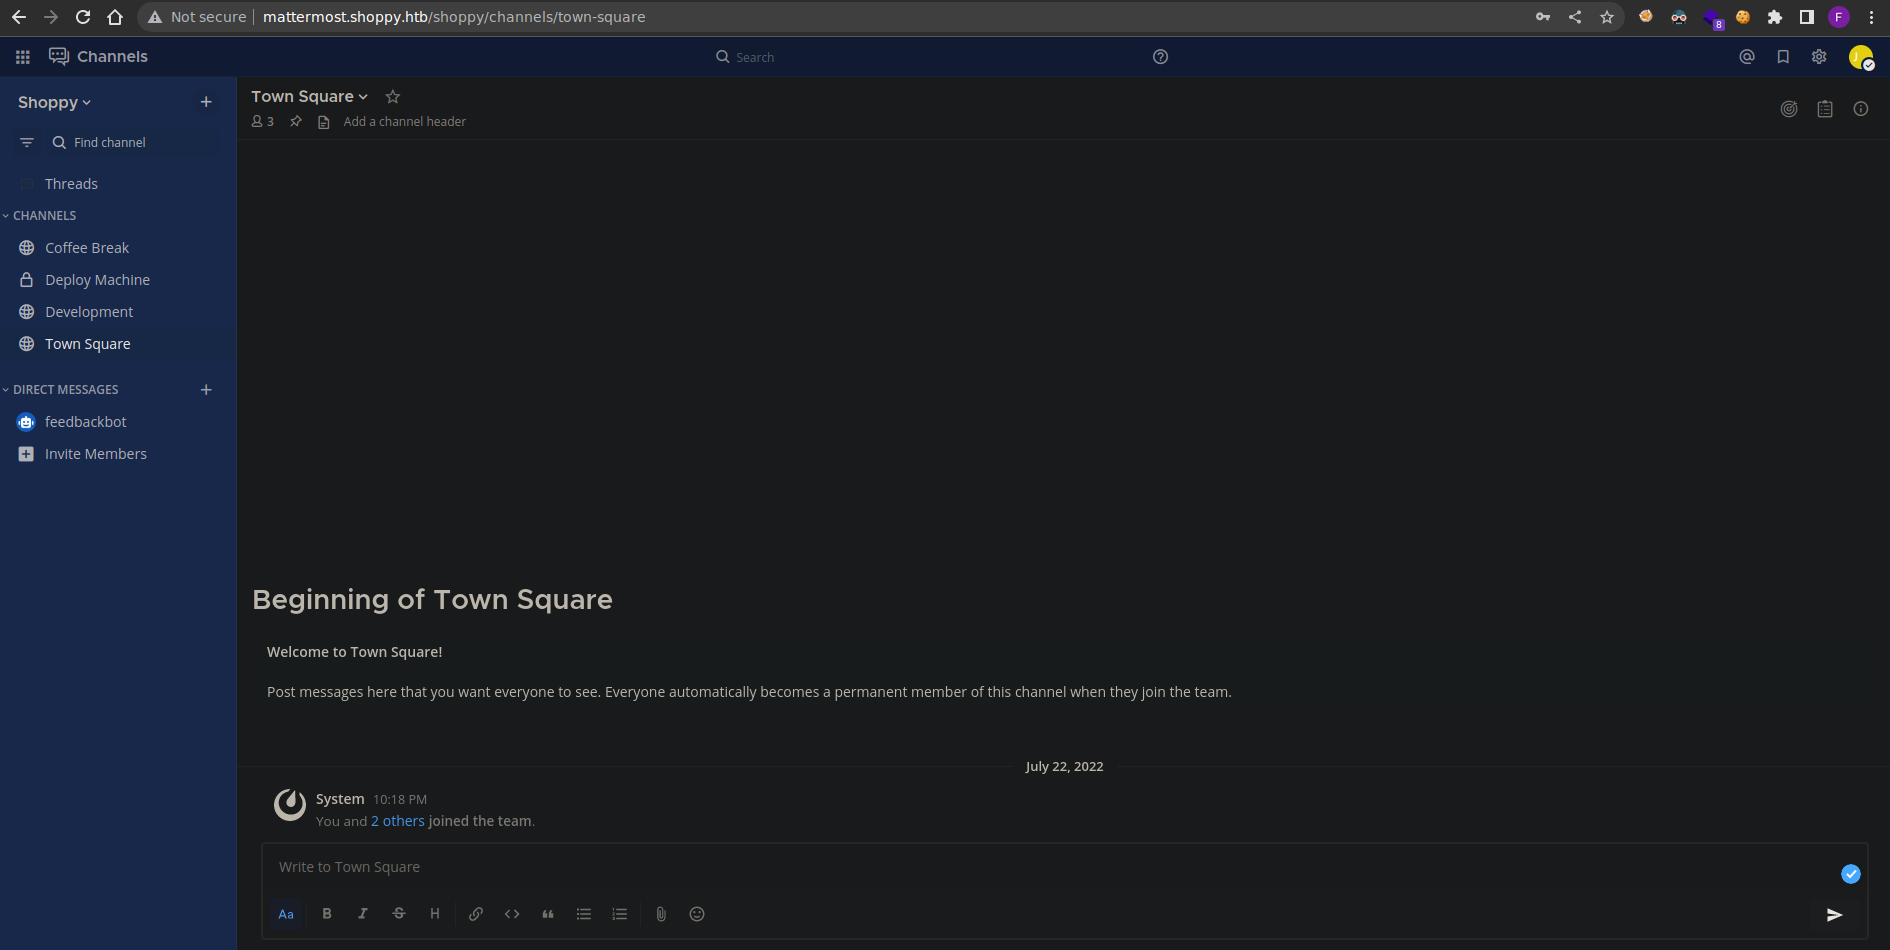 Not secure | mattermost.shoppy.htb/shoppy/channels/town-square
8
F
Channels
Search
J
Shoppy
Find channel
Threads
CHANNELS
Coffee Break
Deploy Machine
Development
Town Square
DIRECT MESSAGES
feedbackbot
Invite Members
Town Square
3
Add a channel header
Beginning of Town Square
Welcome to Town Square!
Post messages here that you want everyone to see. Everyone automatically becomes a permanent member of this channel when they join the team.
July 22, 2022
System 10:18 PM
You and 2 others joined the team.
Write to Town Square
Aa B I S H